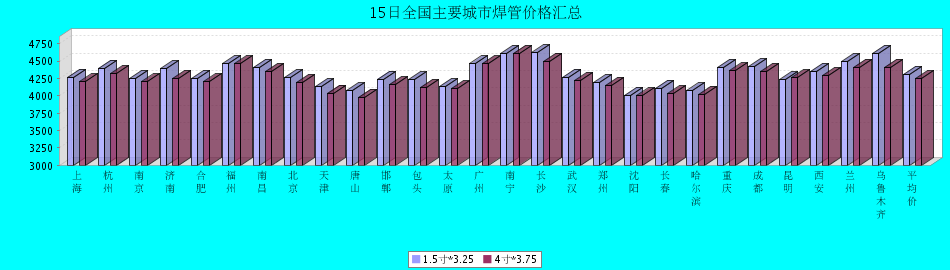 15日全国主要城市焊管价格汇总
4750
4500
4250
4000
3750
3500
3250
3000
上海
杭州
南京
济南
合肥
福州
南昌
北京
天津
唐山
邯郸
包头
太原
广州
南宁
长沙
武汉
郑州
沈阳
长春
哈尔滨
重庆
成都
昆明
西安
兰州
乌鲁木齐
平均价
1.5寸*3.25
4寸*3.75